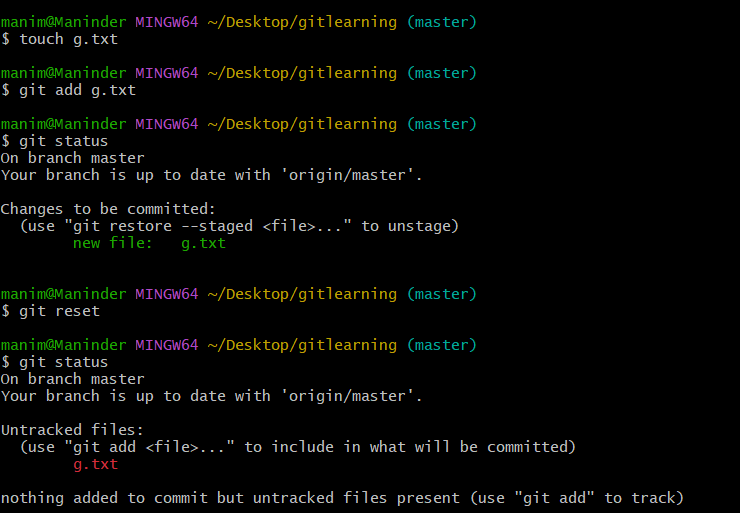 manim@Maninder MINGW64 ~/Desktop/gitlearning (master)
$ touch g.txt
manim@Maninder MINGW64 ~/Desktop/gitlearning (master)
$ git add g.txt
manim@Maninder MINGW64 ~/Desktop/gitlearning (master)
$ git status
On branch master
Your branch is up to date with 'origin/master'.
Changes to be committed:
  (use "git restore --staged <file>..." to unstage)
        new file:   g.txt
manim@Maninder MINGW64 ~/Desktop/gitlearning (master)
$ git reset
manim@Maninder MINGW64 ~/Desktop/gitlearning (master)
$ git status
On branch master
Your branch is up to date with 'origin/master'.
Untracked files:
  (use "git add <file>..." to include in what will be committed)
        g.txt
nothing added to commit but untracked files present (use "git add" to track)